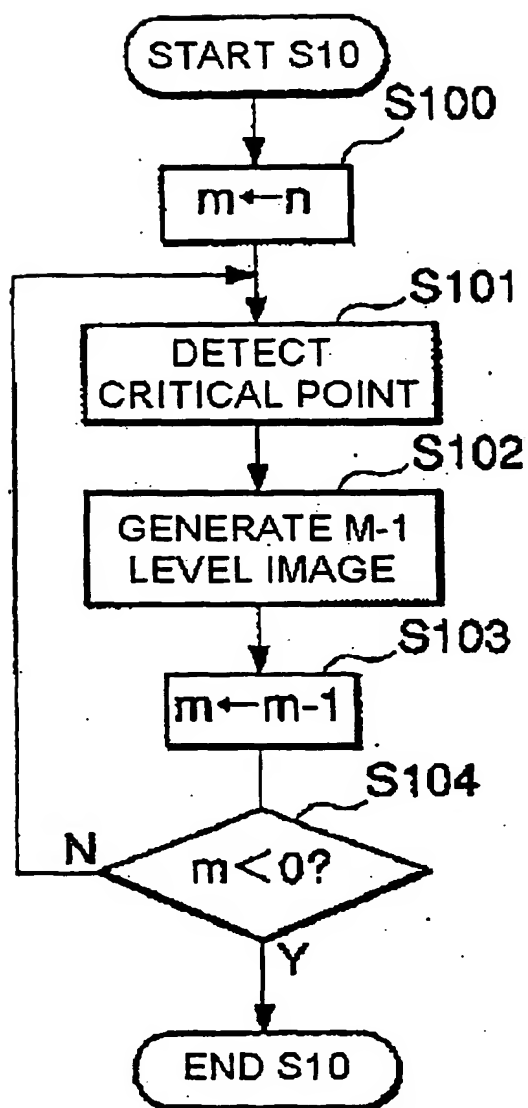 START S10
S100
m←n
S101
DETECT
CRITICAL POINT
S102
GENERATE M-1
LEVEL IMAGE
S103
m←m-1
S104
N
m<0?
Y
END S10